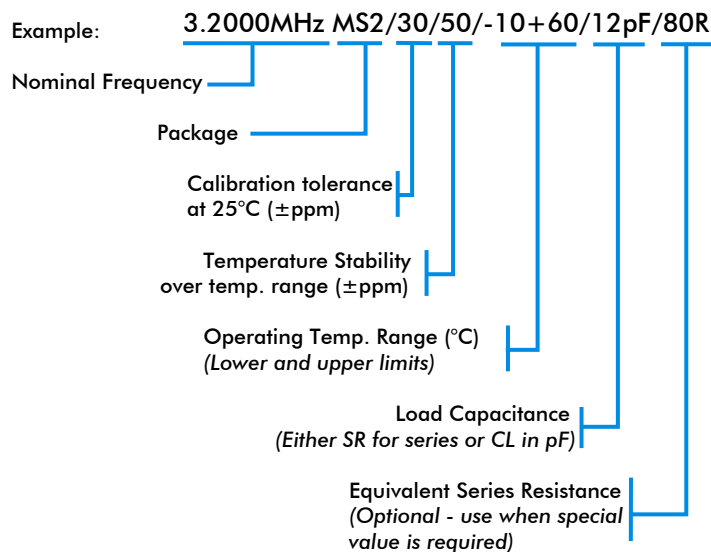 Example: 3.2000MHz MS2/30/50/-10+60/12pF/80R
Nominal Frequency
Package
Calibration tolerance
at 25°C (±ppm)
Temperature Stability
over temp. range (±ppm)
Operating Temp. Range (°C)
(Lower and upper limits)
Load Capacitance
(Either SR for series or CL in pF)
Equivalent Series Resistance
(Optional - use when special
value is required)